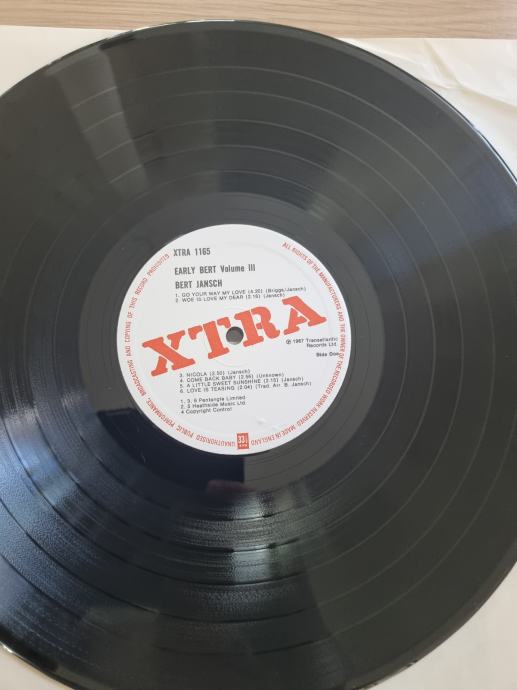 XTRA 1165
EARLY BERT Volume III
BERT JANSCH
1. GO YOUR WAY MY LOVE (4.20) (Briggs/Jansch)
2. WOE IS LOVE MY DEAR (2.16) (Jansch)
XTRA
℗ 1967 Transatlantic
Records Ltd.
Side One
3. NICOLA (2.50) (Jansch)
4. COME BACK BABY (2.56) (Unknown)
5. A LITTLE SWEET SUNSHINE (2.15) (Jansch)
6. LOVE IS TEASING (2.04) (Trad. Arr. B. Jansch)
1. 3. 6 Pentangle Limited
2. 5 Heathside Music Ltd.
4 Copyright Control
33⅓
ALL RIGHTS OF THE MANUFACTURERS AND THE OWNER OF THE RECORDED WORK RESERVED MADE IN ENGLAND
UNAUTHORISED PUBLIC PERFORMANCE, BROADCASTING AND COPYING OF THIS RECORD PROHIBITED